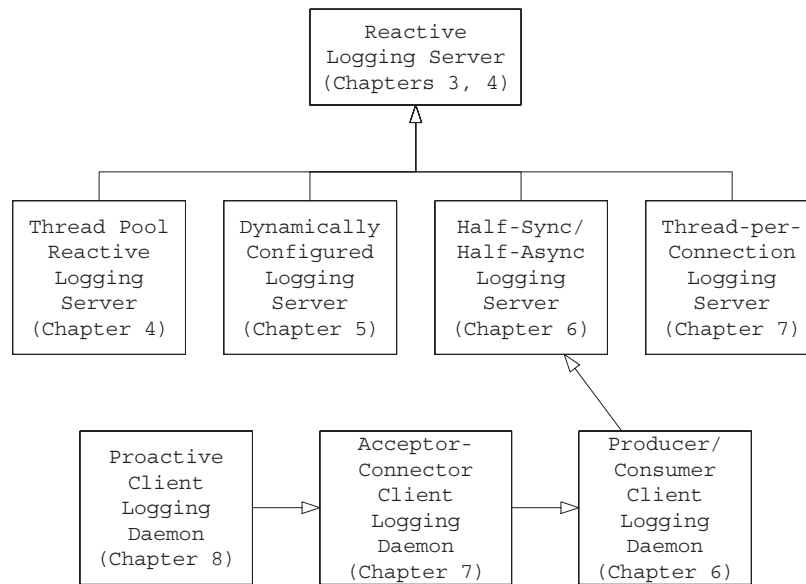 Reactive
Logging Server
(Chapters 3, 4)
Thread Pool
Reactive
Logging
Server
(Chapter 4)
Dynamically
Configured
Logging
Server
(Chapter 5)
Half-Sync/
Half-Async
Logging
Server
(Chapter 6)
Thread-per-
Connection
Logging
Server
(Chapter 7)
Proactive
Client
Logging
Daemon
(Chapter 8)
Acceptor-
Connector
Client
Logging
Daemon
(Chapter 7)
Producer/
Consumer
Client
Logging
Daemon
(Chapter 6)